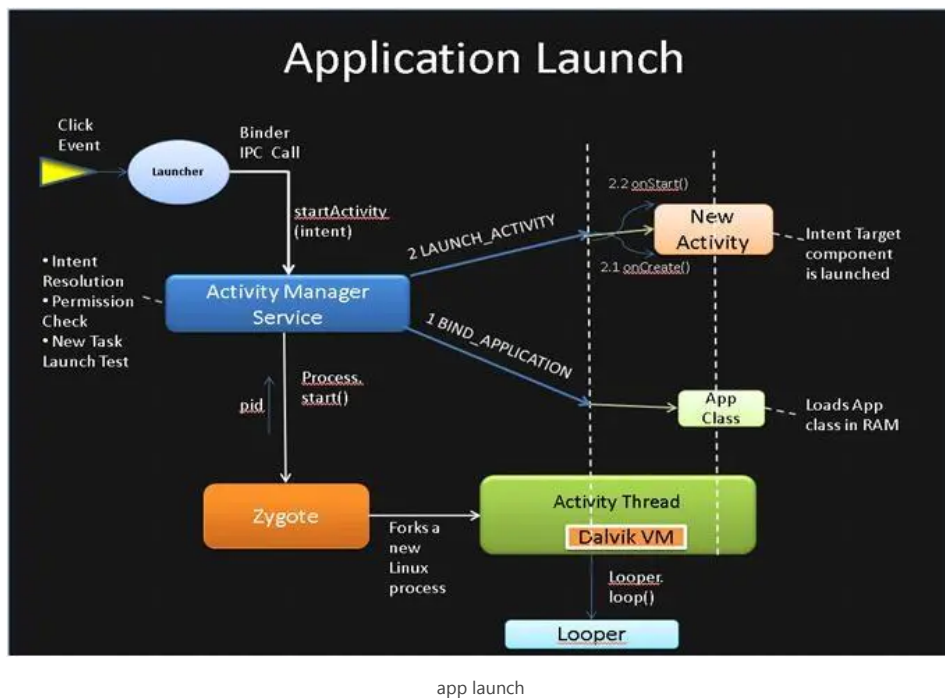 Application Launch
Click
Event
Launcher
Binder
IPC Call
startActivity
(intent)
• Intent
Resolution
• Permission
Check
• New Task
Launch Test
Activity Manager
Service
2 LAUNCH_ACTIVITY
2.2 onStart()
New
Activity
2.1 onCreate()
Intent Target
component
is launched
1 BIND_APPLICATION
App
Class
Loads App
class in RAM
pid
Process.
start()
Zygote
Forks a
new
Linux
process
Activity Thread
Dalvik VM
Looper.
loop()
Looper
app launch